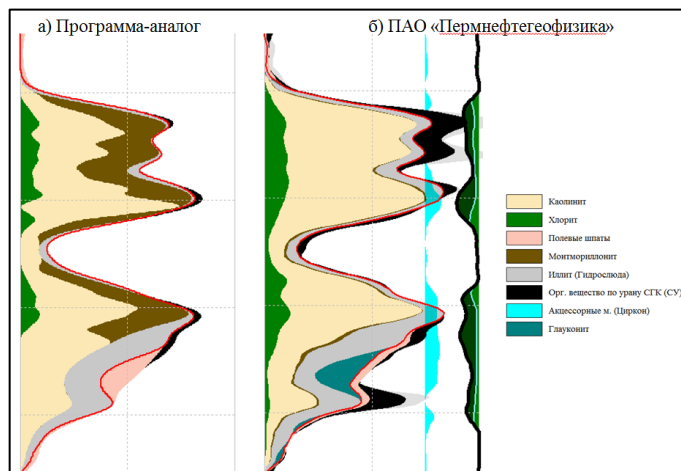 а) Программа-аналог
б) ПАО «Пермнефтегеофизика»
Каолинит
Хлорит
Полевые шпаты
Монтмориллонит
Иллит (Гидрослюда)
Орг. вещество по урану СГК (СУ)
Акцессорные м. (Циркон)
Глауконит